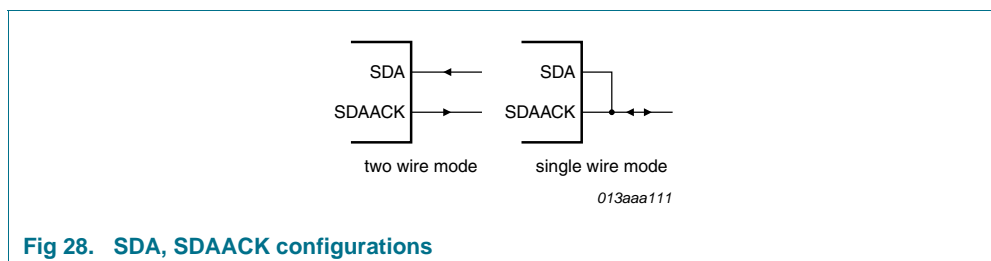 SDA
SDAACK
two wire mode
SDA
SDAACK
single wire mode
013aaa111
Fig 28. SDA, SDAACK configurations